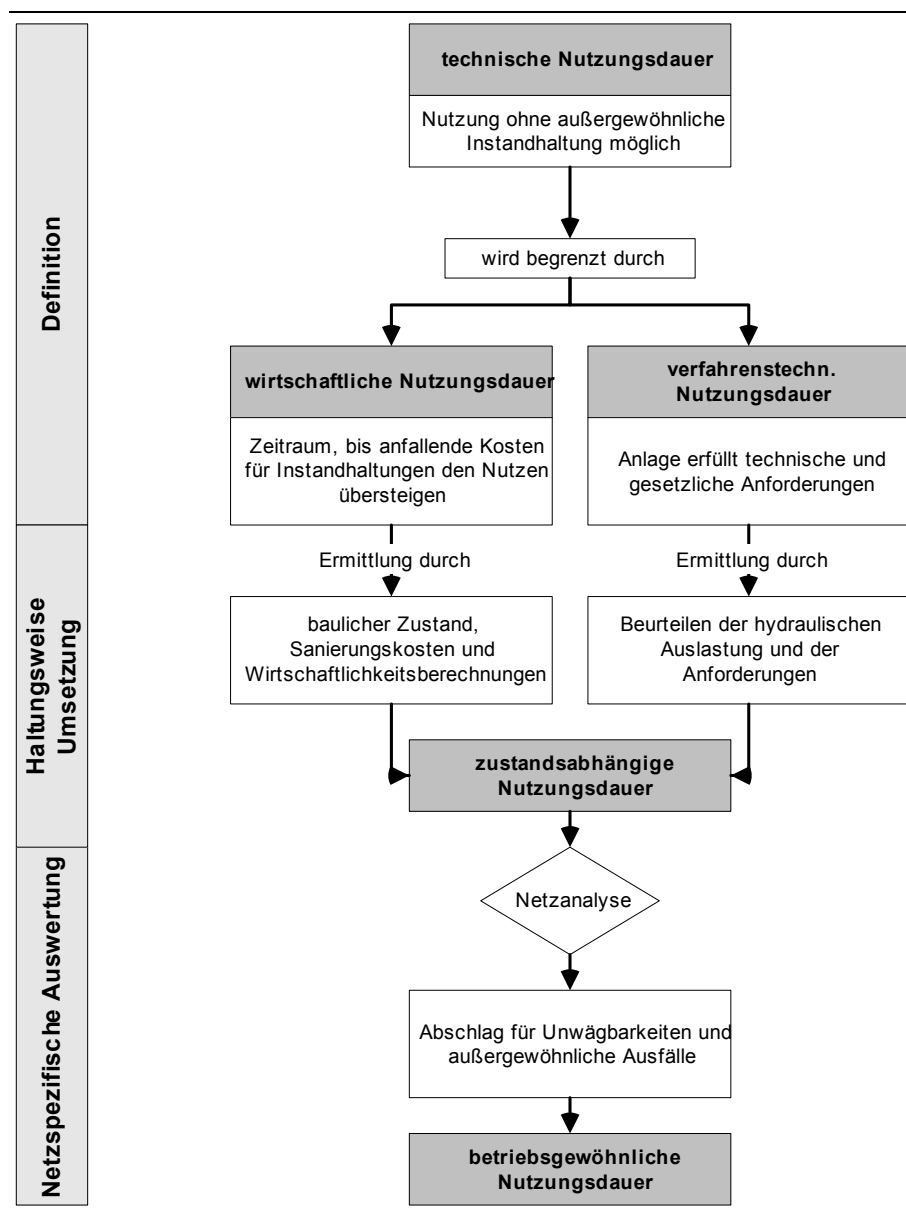 technische Nutzungsdauer
Nutzung ohne außergewöhnliche
Instandhaltung möglich
wird begrenzt durch
Definition
wirtschaftliche Nutzungsdauer
Zeitraum, bis anfallende Kosten
für Instandhaltungen den Nutzen
übersteigen
verfahrenstechn.
Nutzungsdauer
Anlage erfüllt technische und
gesetzliche Anforderungen
Haltungsweise
Umsetzung
Ermittlung durch
baulicher Zustand,
Sanierungskosten und
Wirtschaftlichkeitsberechnungen
Ermittlung durch
Beurteilen der hydraulischen
Auslastung und der
Anforderungen
zustandsabhängige
Nutzungsdauer
Netzspezifische Auswertung
Netzanalyse
Abschlag für Unwägbarkeiten und
außergewöhnliche Ausfälle
betriebsgewöhnliche
Nutzungsdauer